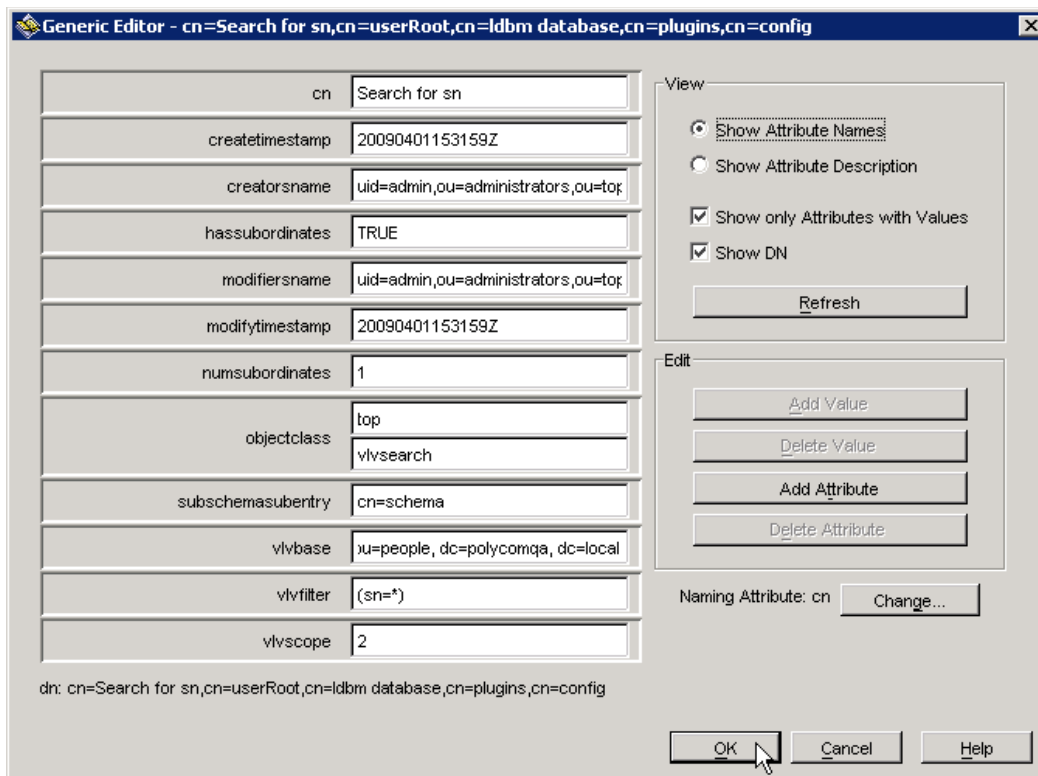 Generic Editor - cn=Search for sn,cn=userRoot,cn=ldbm database,cn=plugins,cn=config
cn Search for sn
createtimestamp 20090401153159Z
creatorsname uid=admin,ou=administrators,ou=top
hassubordinates TRUE
modifiersname uid=admin,ou=administrators,ou=top
modifytimestamp 20090401153159Z
numsubordinates 1
objectclass top
vlvsearch
subschemasubentry cn=schema
vlvbase ou=people, dc=polycomqa, dc=local
vlvfilter (sn=*)
vlvscope 2
dn: cn=Search for sn,cn=userRoot,cn=ldbm database,cn=plugins,cn=config
View
Show Attribute Names
Show Attribute Description
Show only Attributes with Values
Show DN
Refresh
Edit
Add Value
Delete Value
Add Attribute
Delete Attribute
Naming Attribute: cn Change...
OK Cancel Help